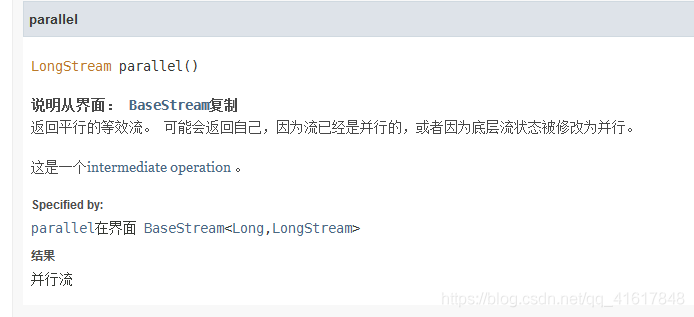 parallel
LongStream parallel()
说明从界面： BaseStream复制
返回平行的等效流。 可能会返回自己，因为流已经是并行的，或者因为底层流状态被修改为并行。
这是一个intermediate operation 。
Specified by:
parallel在界面 BaseStream<Long,LongStream>
结果
并行流
https://blog.csdn.net/qq_41617848